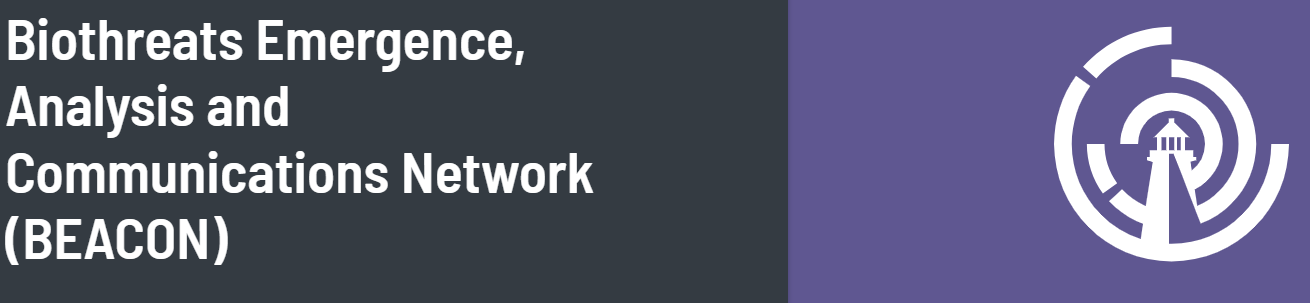 Biothreats Emergence,
Analysis and
Communications Network
(BEACON)